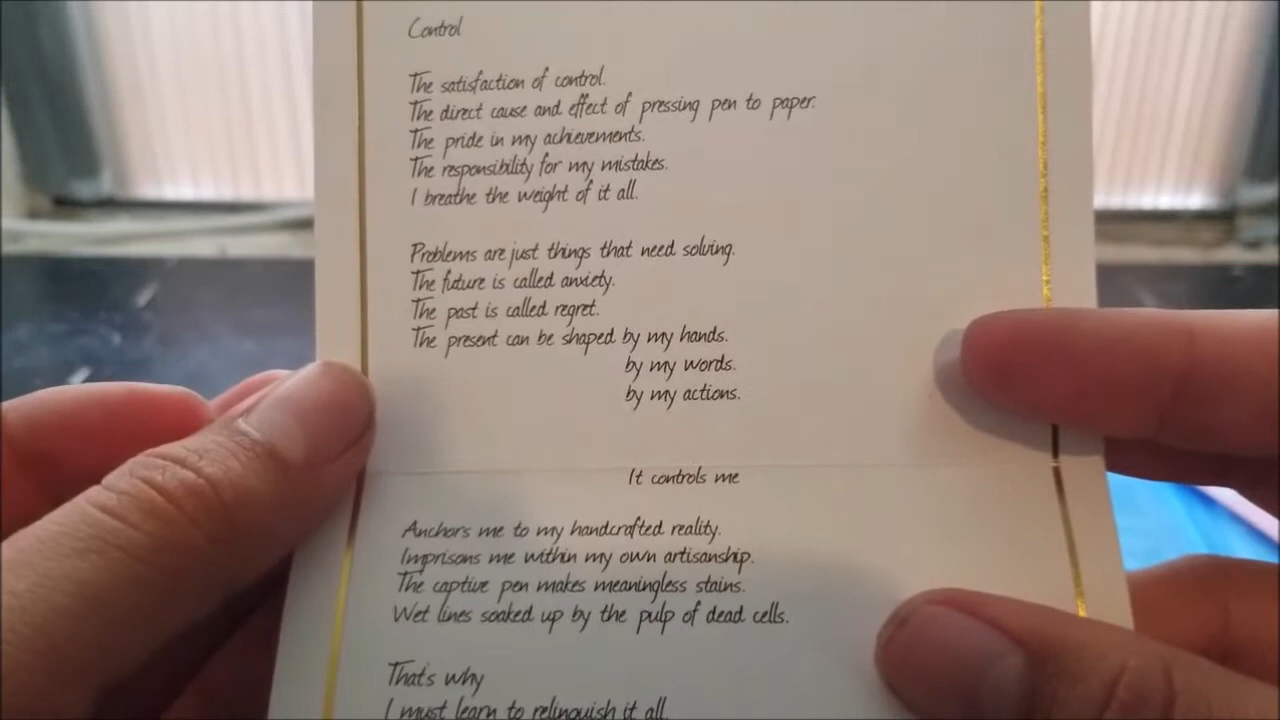 Control
The satisfaction of control.
The direct cause and effect of pressing pen to paper.
The pride in my achievements.
The responsibility for my mistakes.
I breathe the weight of it all.
Problems are just things that need solving.
The future is called anxiety.
The past is called regret.
The present can be shaped by my hands.
by my words.
by my actions.
It controls me
Anchors me to my handcrafted reality.
Imprisons me within my own artisanship.
The captive pen makes meaningless stains.
Wet lines soaked up by the pulp of dead cells.
That's why
I must learn to relinquish it all.